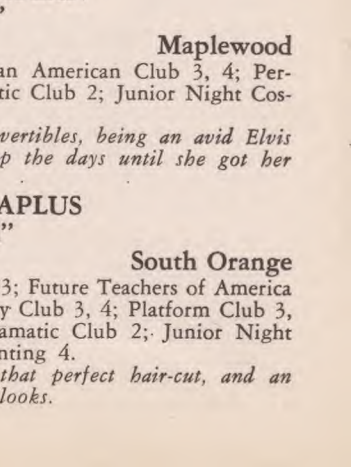 ”
Maplewood
an American Club 3, 4; Per-
tic Club 2; Junior Night Cos-
vertibles, being an avid Elvis
p the days until she got her
APLUS
”
South Orange
3; Future Teachers of America
y Club 3, 4; Platform Club 3,
amatic Club 2; Junior Night
nting 4.
that perfect hair-cut, and an
looks.